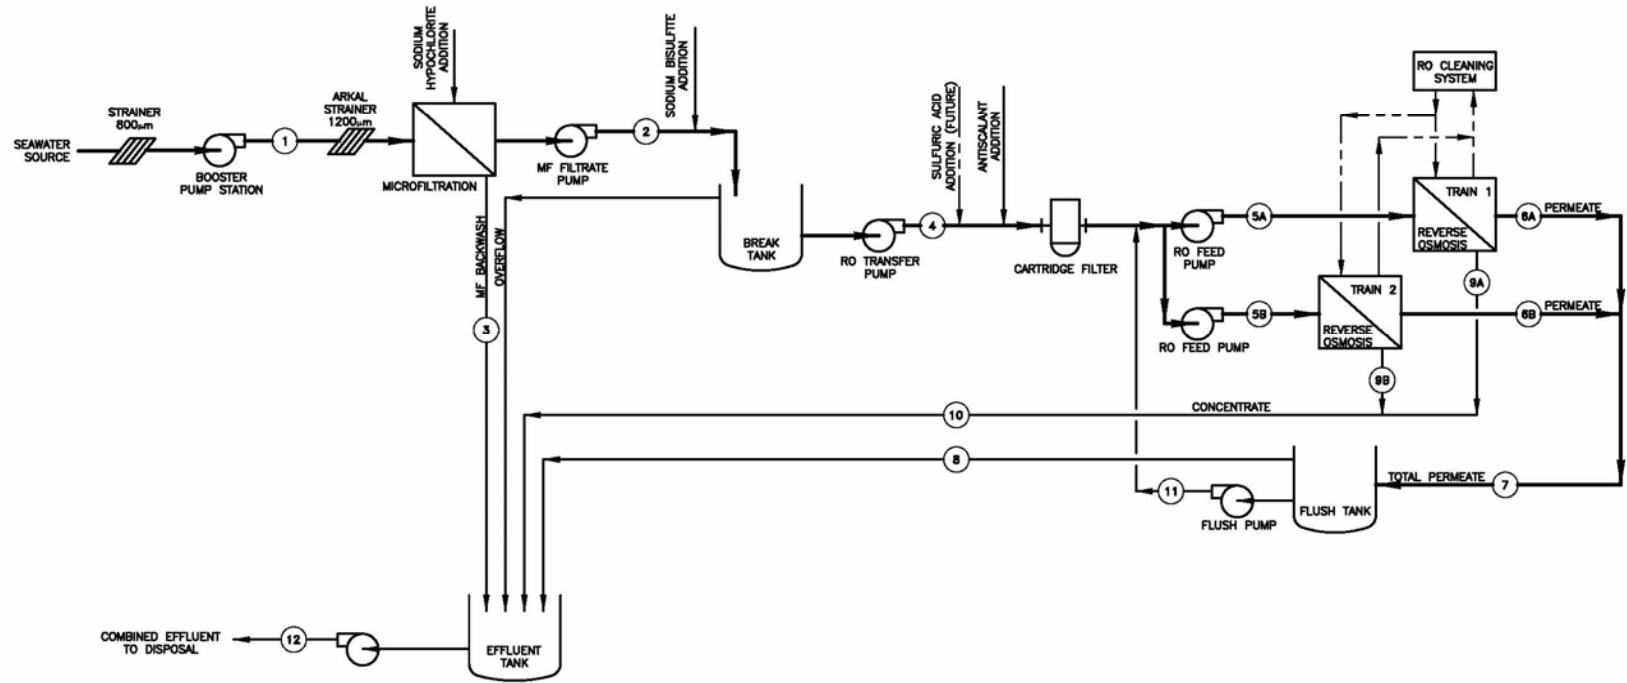 SEAWATER
SOURCE
STRAINER
800µm
BOOSTER
PUMP STATION
1
ARKAL
STRAINER
1200µm
SODIUM
HYPOCHLORITE
ADDITION
MICROFILTRATION
MF FILTRATE
PUMP
2
SODIUM BISULFITE
ADDITION
MF BACKWASH
OVERFLOW
3
BREAK
TANK
RO TRANSFER
PUMP
4
SULFURIC ACID
ADDITION (FUTURE)
ANTISCALANT
ADDITION
CARTRIDGE FILTER
RO FEED
PUMP
5A
RO FEED PUMP
5B
RO CLEANING
SYSTEM
TRAIN 1
REVERSE
OSMOSIS
6A
PERMEATE
9A
TRAIN 2
REVERSE
OSMOSIS
6B
PERMEATE
9B
10
CONCENTRATE
8
TOTAL PERMEATE
7
11
FLUSH PUMP
FLUSH TANK
COMBINED EFFLUENT
TO DISPOSAL
12
EFFLUENT
TANK